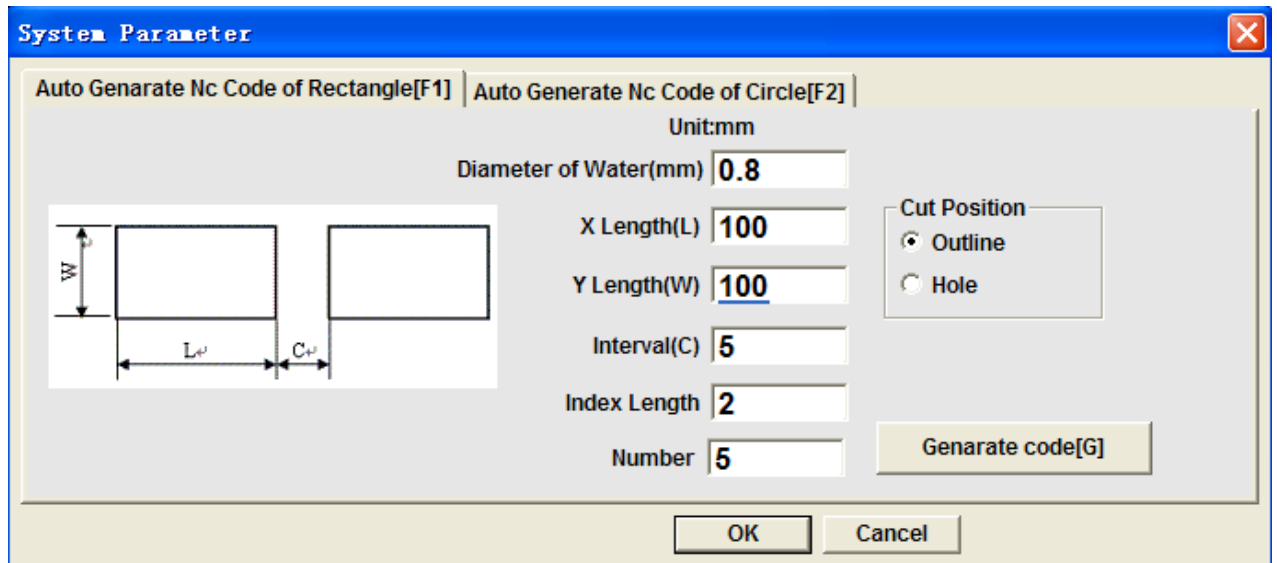 System Parameter
Auto Genarate Nc Code of Rectangle[F1] Auto Generate Nc Code of Circle[F2]
Unit:mm
Diameter of Water(mm) 0.8
X Length(L) 100
Y Length(W) 100
Interval(C) 5
Index Length 2
Number 5
W
L
C
Cut Position
Outline
Hole
Genarate code[G]
OK Cancel